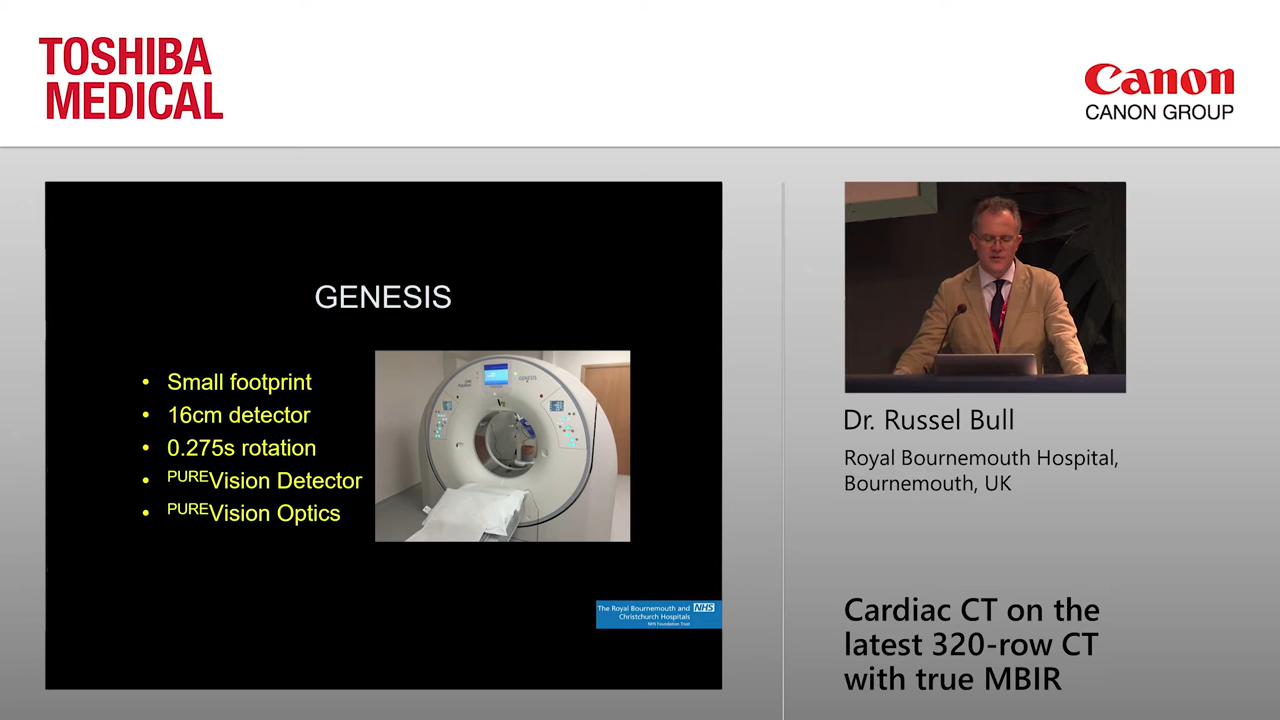 TOSHIBA
MEDICAL
Canon
CANON GROUP
GENESIS
• Small footprint
• 16cm detector
• 0.275s rotation
• PUREVision Detector
• PUREVision Optics
GENESIS
The Royal Bournemouth and NHS
Christchurch Hospitals
NHS Foundation Trust
Dr. Russel Bull
Royal Bournemouth Hospital,
Bournemouth, UK
Cardiac CT on the
latest 320-row CT
with true MBIR